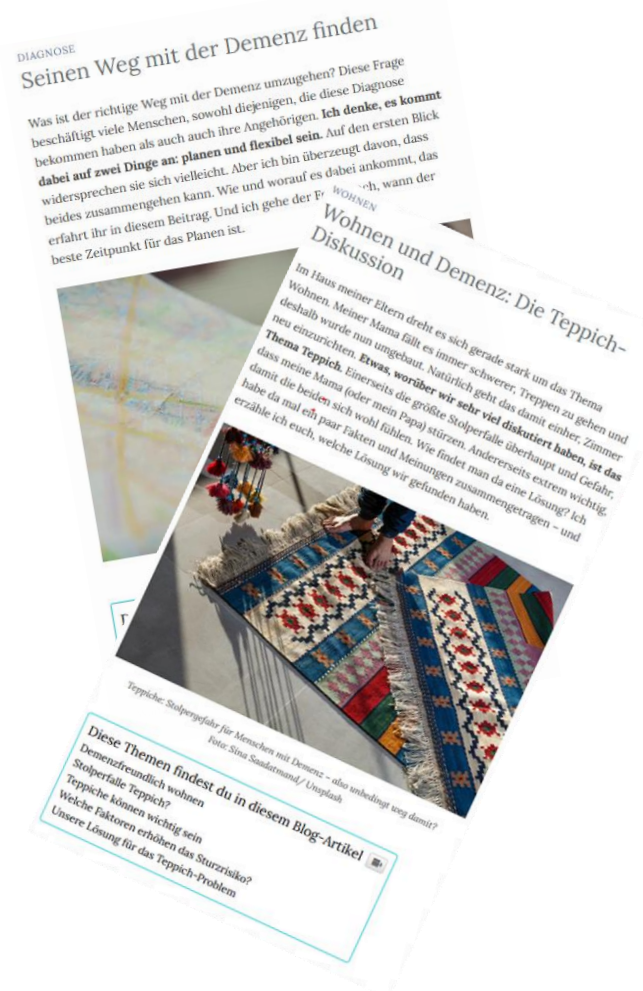 DIAGNOSE
Seinen Weg mit der Demenz finden
Was ist der richtige Weg mit der Demenz umzugehen? Diese Frage
beschäftigt viele Menschen, sowohl diejenigen, die diese Diagnose
bekommen haben als auch auch ihre Angehörigen. Ich denke, es kommt
dabei auf zwei Dinge an: planen und flexibel sein. Auf den ersten Blick
widersprechen sie sich vielleicht. Aber ich bin überzeugt davon, dass
beides zusammengehen kann. Wie und worauf es dabei ankommt, das
erfahrt ihr in diesem Beitrag. Und ich gehe der wann der
beste Zeitpunkt für das Planen ist.
WOHNEN
Wohnen und Demenz: Die Teppich-
Diskussion
Im Haus meiner Eltern dreht es sich gerade stark um das Thema
Wohnen. Meiner Mama fällt es immer schwerer, Treppen zu gehen und
deshalb wurde nun umgebaut. Natürlich geht das damit einher, Zimmer
neu einzurichten. Etwas, worüber wir sehr viel diskutiert haben, ist das
Thema Teppich. Einerseits die größte Stolperfalle überhaupt und Gefahr,
dass meine Mama (oder mein Papa) stürzen. Andererseits extrem wichtig,
damit die beiden sich wohl fühlen. Wie findet man da eine Lösung? Ich
habe da mal ein paar Fakten und Meinungen zusammengetragen – und
erzähle ich euch, welche Lösung wir gefunden haben.
Teppiche: Stolpergefahr für Menschen mit Demenz – also unbedingt weg damit?
Foto: Sina Saadatmand/ Unsplash
Diese Themen findest du in diesem Blog-Artikel
Demenzfreundlich wohnen
Stolperfalle Teppich?
Teppiche können wichtig sein
Welche Faktoren erhöhen das Sturzrisiko?
Unsere Lösung für das Teppich-Problem